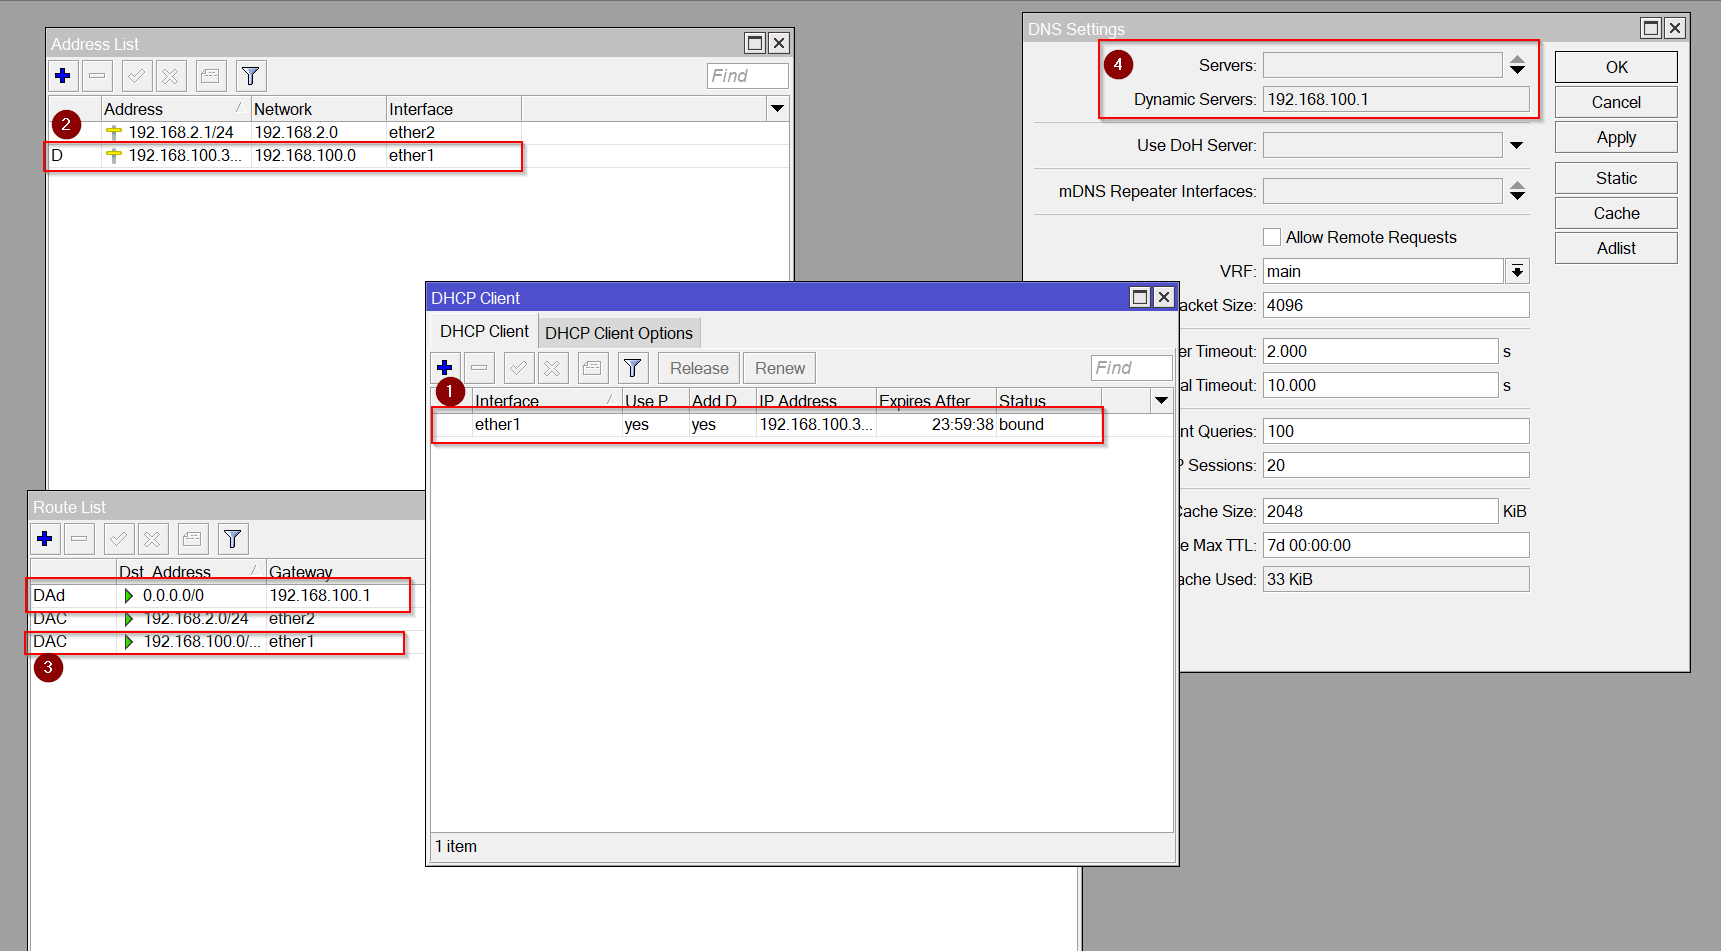 Address List
Find
Address Network Interface
2
192.168.2.1/24 192.168.2.0 ether2
D 192.168.100.3... 192.168.100.0 ether1
Route List
Dst. Address Gateway
DAd 0.0.0.0/0 192.168.100.1
DAC 192.168.2.0/24 ether2
DAC 192.168.100.0/... ether1
3
DHCP Client
DHCP Client DHCP Client Options
Release Renew Find
1
Interface Use P Add D IP Address Expires After Status
ether1 yes yes 192.168.100.3... 23:59:38 bound
1 item
DNS Settings
4
Servers:
Dynamic Servers: 192.168.100.1
Use DoH Server:
mDNS Repeater Interfaces:
Allow Remote Requests
VRF: main
acket Size: 4096
er Timeout: 2.000 s
al Timeout: 10.000 s
nt Queries: 100
P Sessions: 20
Cache Size: 2048 KiB
e Max TTL: 7d 00:00:00
ache Used: 33 KiB
OK
Cancel
Apply
Static
Cache
Adlist